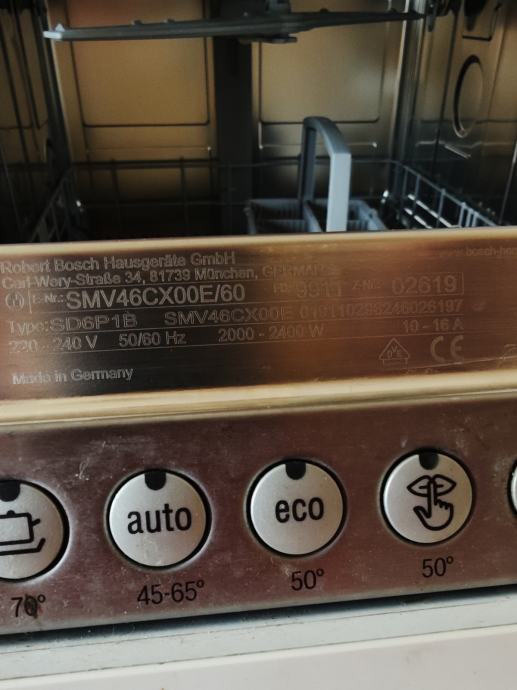 Robert Bosch Hausgeräte GmbH
Carl-Wery-Straße 34, 81739 München, GERMANY
E-Nr.: SMV46CX00E/60 FD: 9911 Z-Nr. 02619
Type: SD6P1B SMV46CX00E 010110286246026197
220 - 240 V 50/60 Hz 2000 - 2400 W 10 - 16 A
Made in Germany
auto eco
70° 45-65° 50° 50°